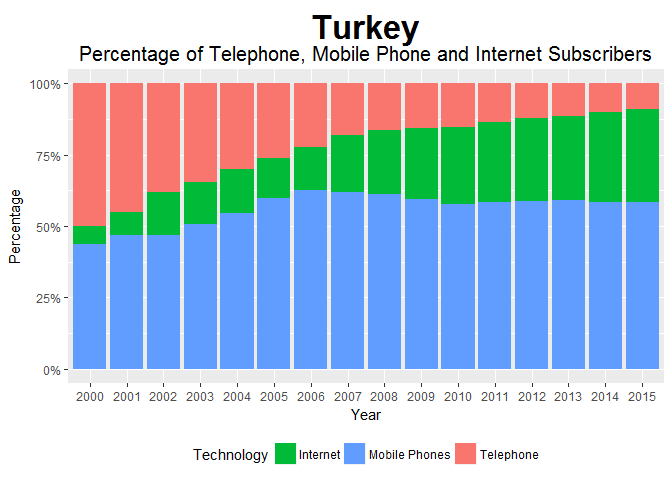 Turkey
Percentage of Telephone, Mobile Phone and Internet Subscribers
100%
75%
50%
25%
0%
Percentage
2000 2001 2002 2003 2004 2005 2006 2007 2008 2009 2010 2011 2012 2013 2014 2015
Year
Technology Internet Mobile Phones Telephone